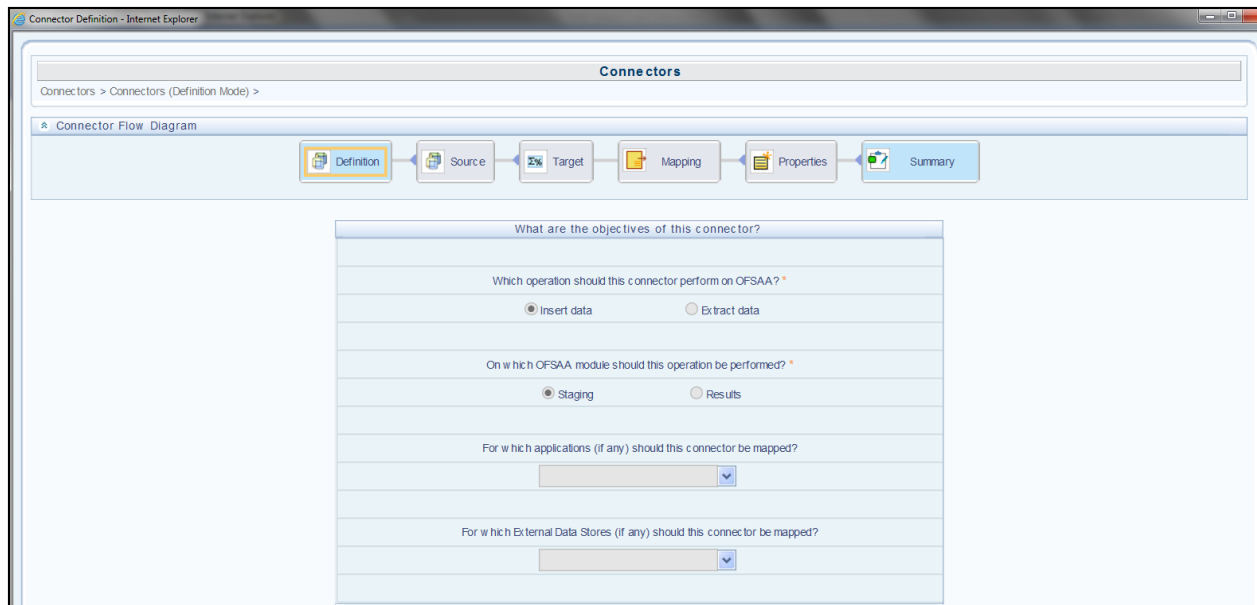 Connector Definition - Internet Explorer
Connectors
Connectors > Connectors (Definition Mode) >
Connector Flow Diagram
Definition Source Σ% Target Mapping Properties Summary
What are the objectives of this connector?
Which operation should this connector perform on OFSAA? *
Insert data Extract data
On which OFSAA module should this operation be performed? *
Staging Results
For which applications (if any) should this connector be mapped?
For which External Data Stores (if any) should this connector be mapped?